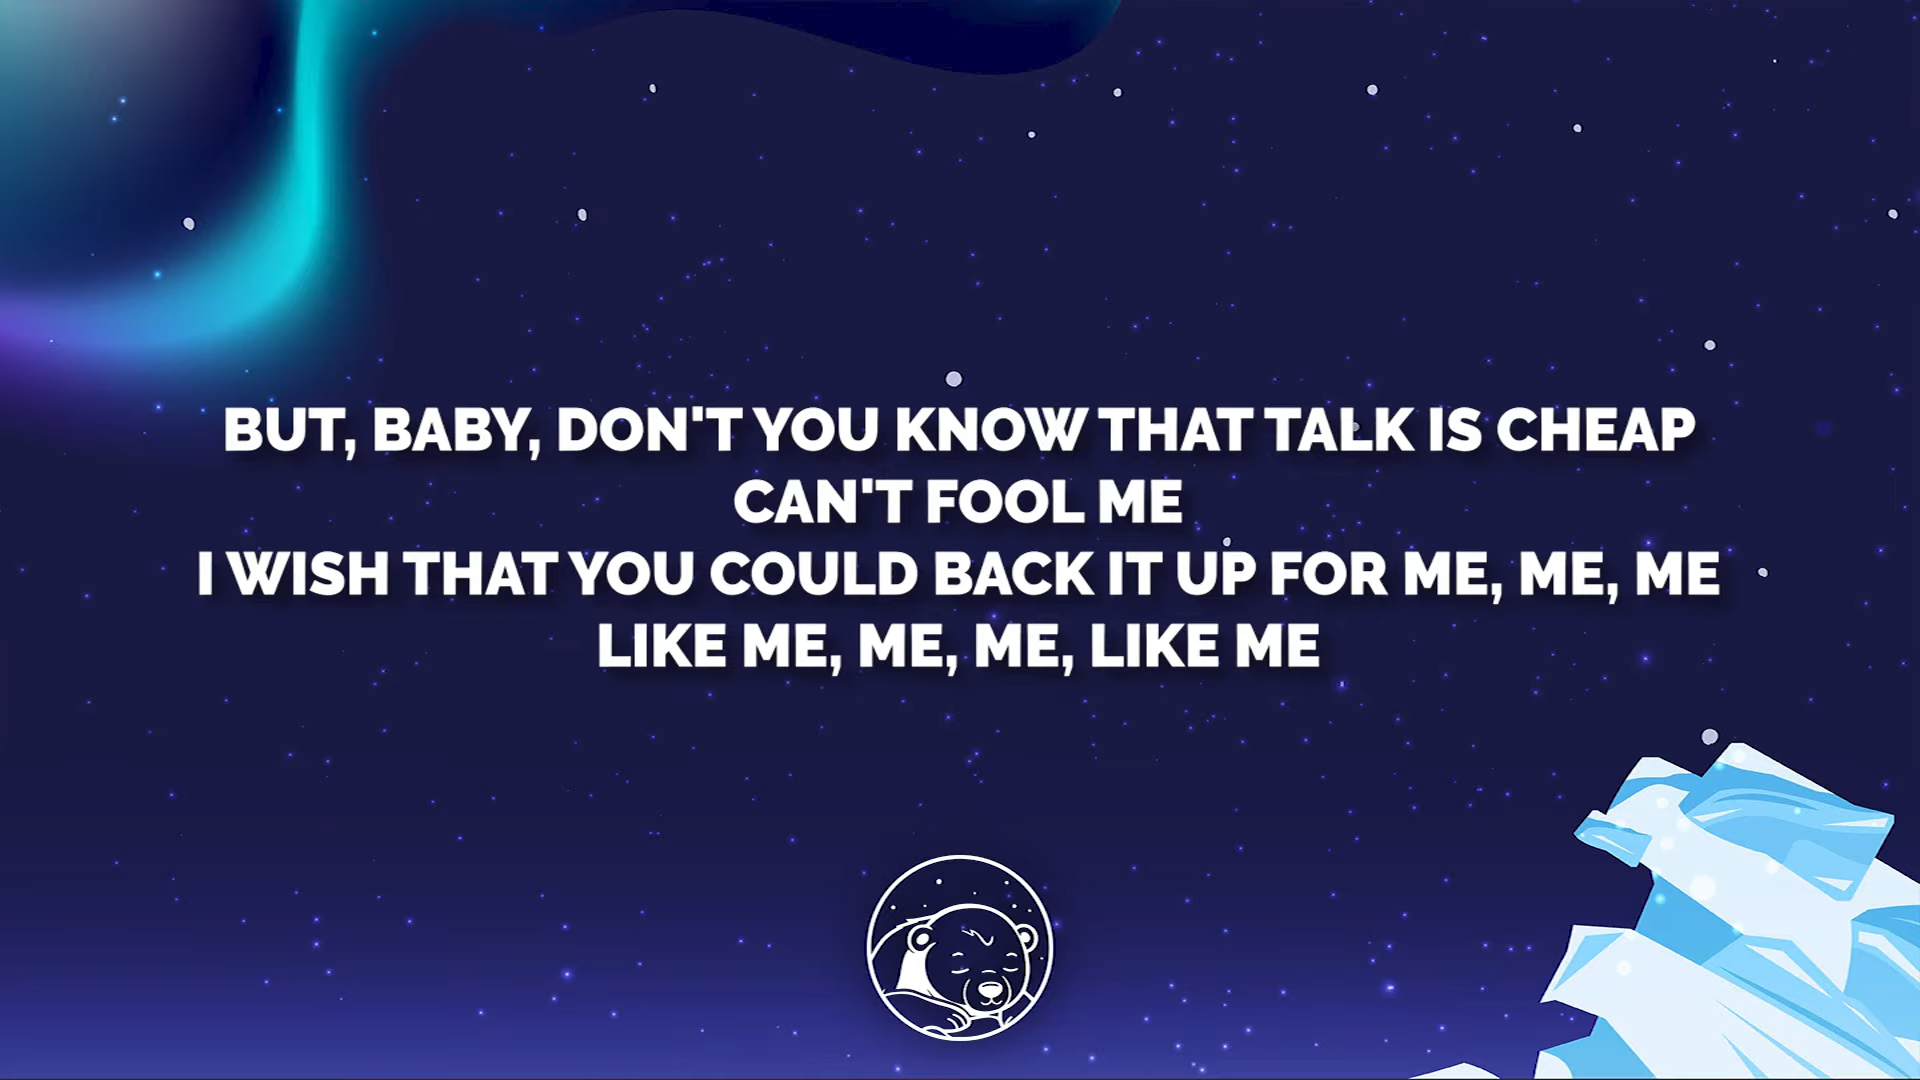 BUT, BABY, DON'T YOU KNOW THAT TALK IS CHEAP
CAN'T FOOL ME
I WISH THAT YOU COULD BACK IT UP FOR ME, ME, ME
LIKE ME, ME, ME, LIKE ME